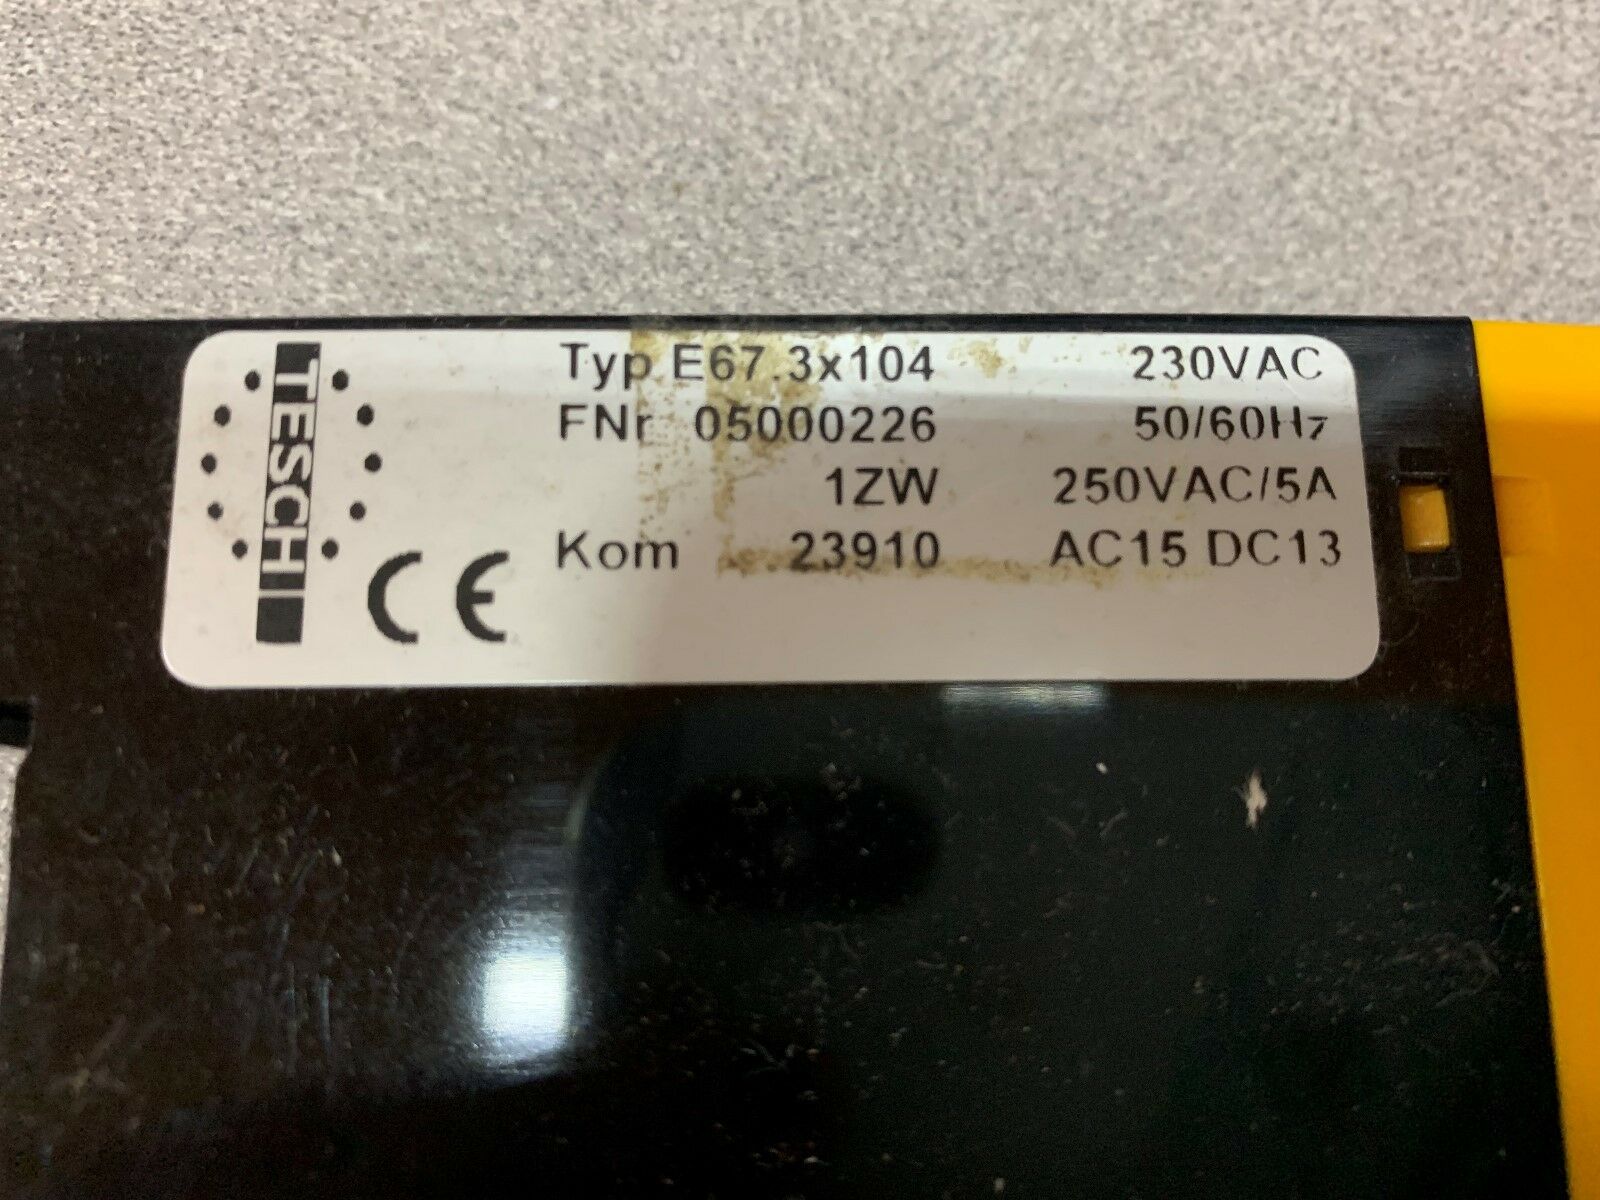 TESCH
Typ E67.3x104 230VAC
FNr 05000226 50/60Hz
1ZW 250VAC/5A
Kom 23910 AC15 DC13
CE